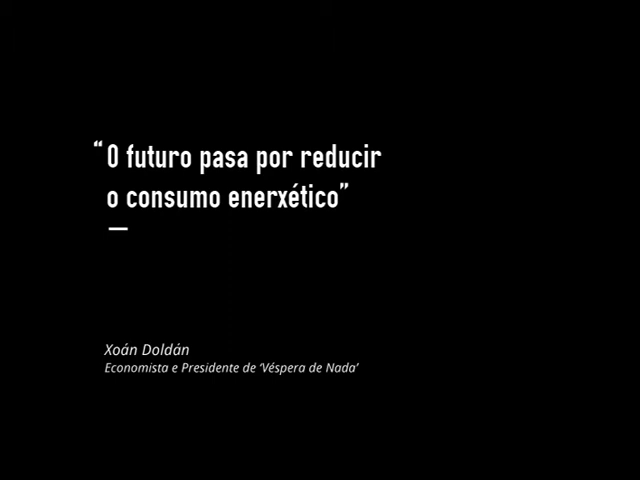 “O futuro pasa por reducir
o consumo enerxético”
—
Xoán Doldán
Economista e Presidente de ‘Véspera de Nada’